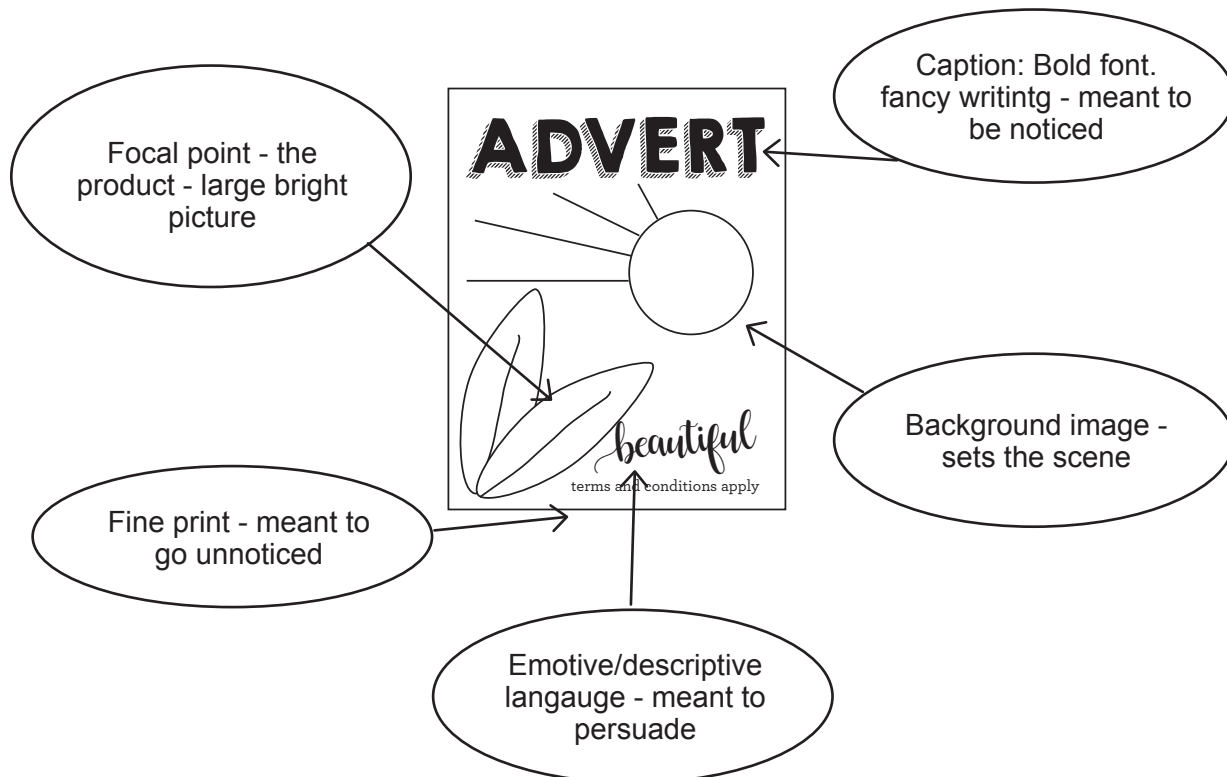 Caption: Bold font.
fancy writintg - meant to
be noticed
ADVERT
Focal point - the
product - large bright
picture
Background image -
sets the scene
beautiful
terms and conditions apply
Fine print - meant to
go unnoticed
Emotive/descriptive
langauge - meant to
persuade